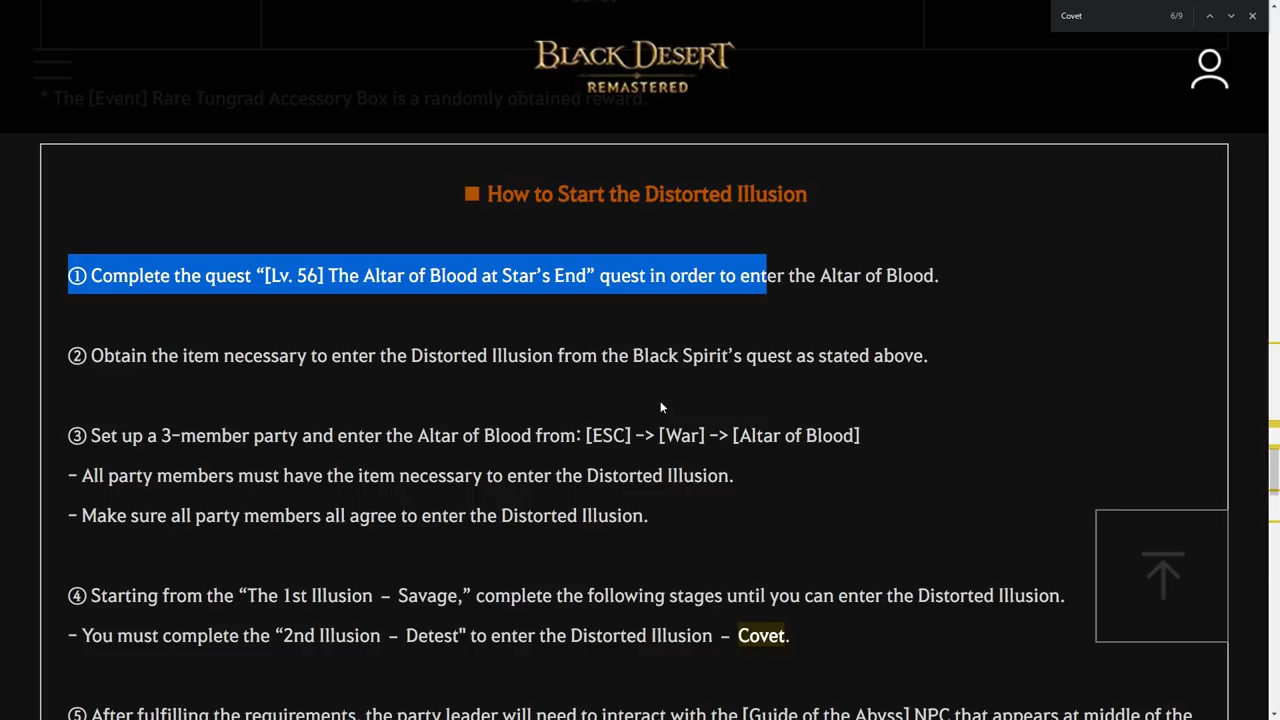 Covet
6/9
BLACK DESERT
REMASTERED
* The [Event] Rare Tungrad Accessory Box is a randomly obtained reward.
■ How to Start the Distorted Illusion
① Complete the quest “[Lv. 56] The Altar of Blood at Star’s End” quest in order to enter the Altar of Blood.
② Obtain the item necessary to enter the Distorted Illusion from the Black Spirit’s quest as stated above.
③ Set up a 3-member party and enter the Altar of Blood from: [ESC] -> [War] -> [Altar of Blood]
- All party members must have the item necessary to enter the Distorted Illusion.
- Make sure all party members all agree to enter the Distorted Illusion.
④ Starting from the “The 1st Illusion - Savage,” complete the following stages until you can enter the Distorted Illusion.
- You must complete the “2nd Illusion - Detest" to enter the Distorted Illusion - Covet.
⑤ After fulfilling the requirements, the party leader will need to interact with the [Guide of the Abyss] NPC that appears at middle of the